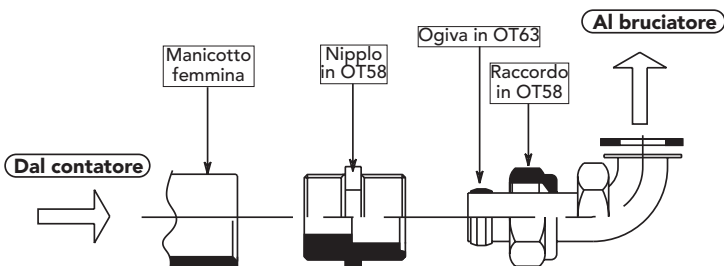 Al bruciatore
Ogiva in OT63
Manicotto
femmina
Nipplo
in OT58
Raccordo
in OT58
Dal contatore